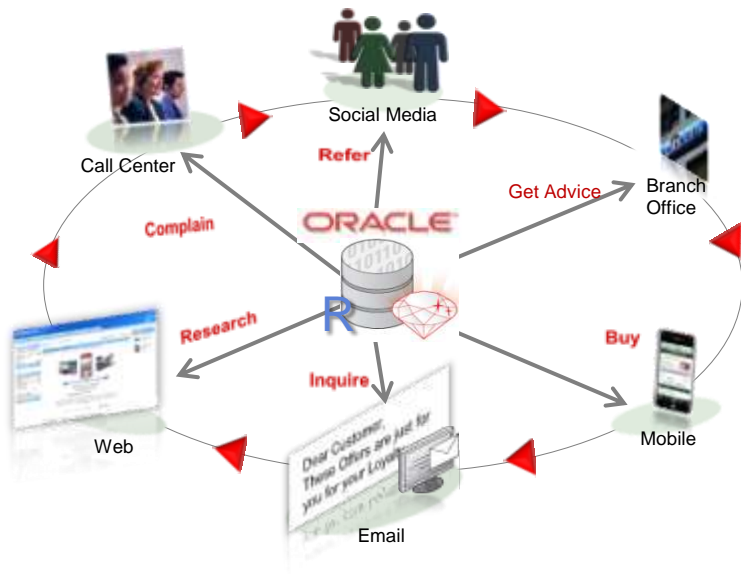 Social Media
Call Center
Refer
Get Advice
Branch
Office
Complain
ORACLE
R
Research
Buy
Inquire
Dear Customer,
These Offers are just for
you for your
Web
Mobile
Email